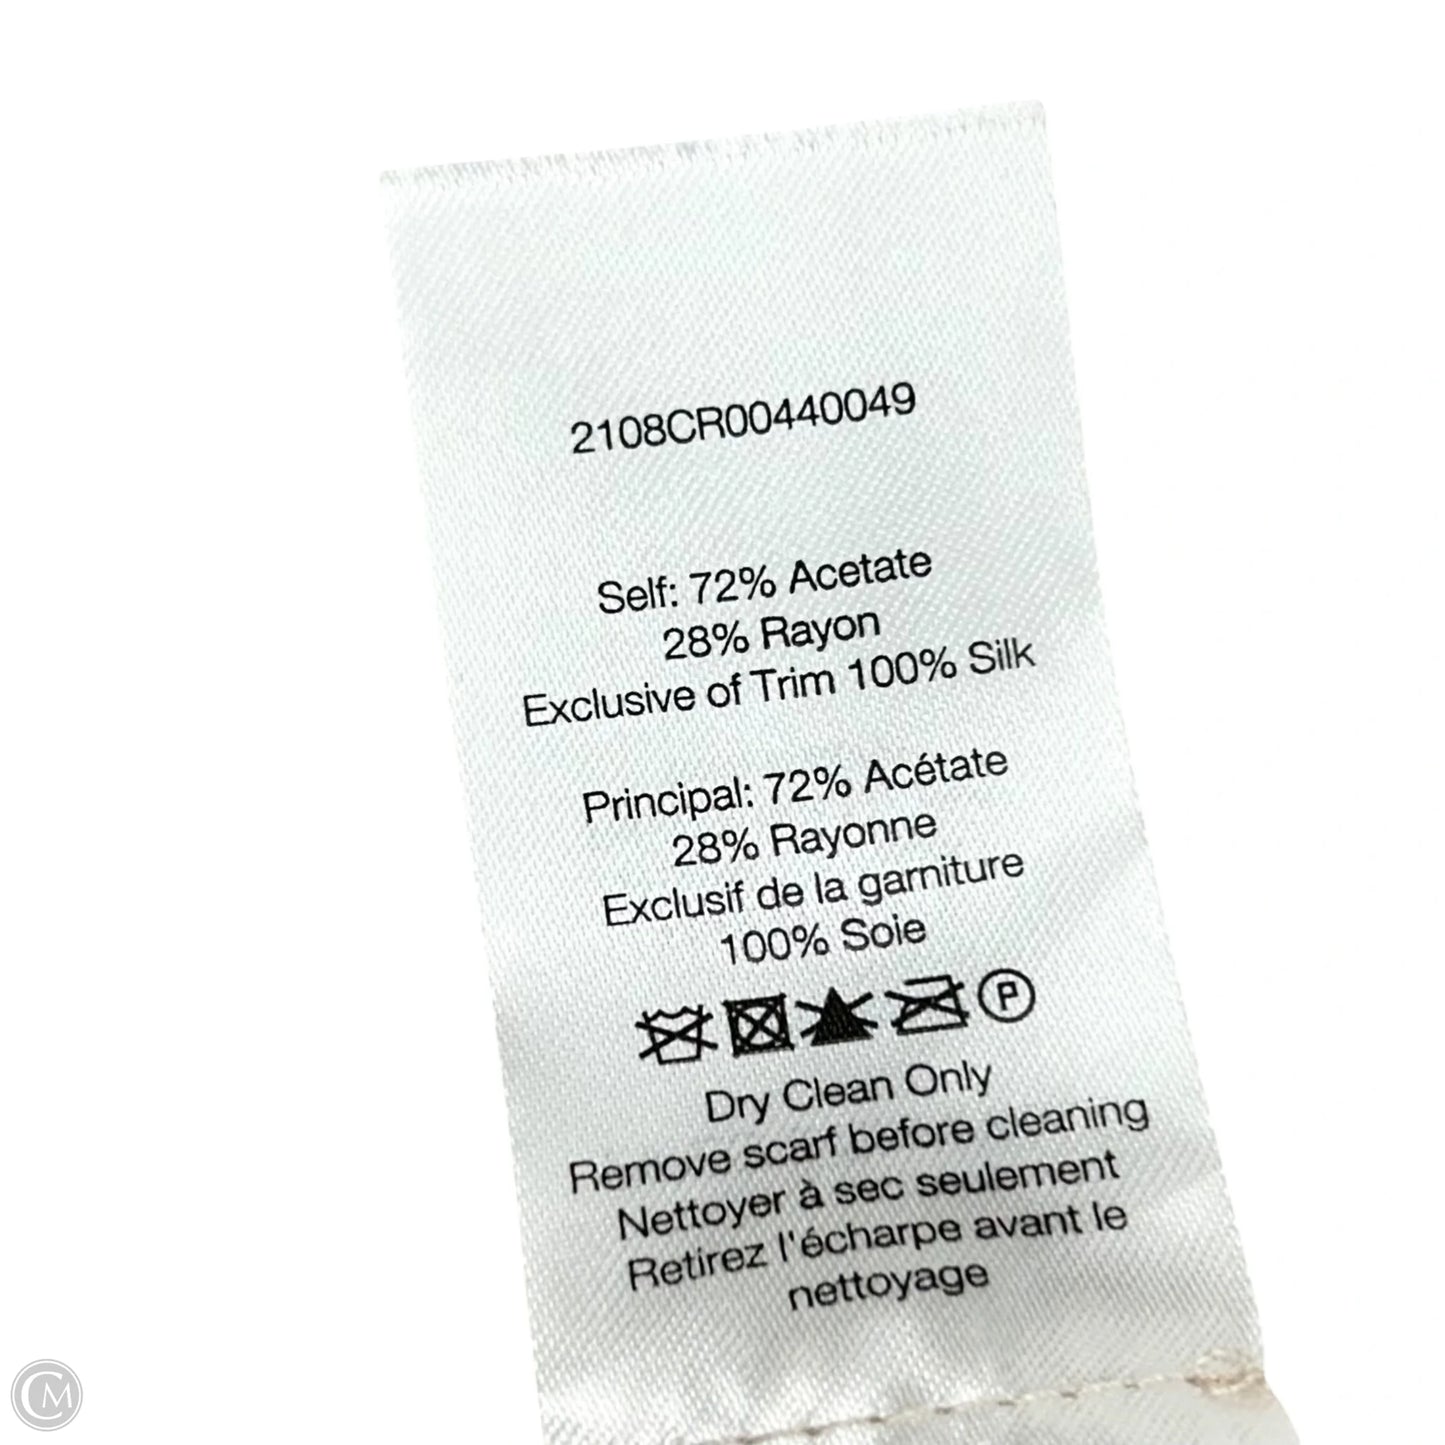 2108CR00440049
Self: 72% Acetate
28% Rayon
Exclusive of Trim 100% Silk
Principal: 72% Acétate
28% Rayonne
Exclusif de la garniture
100% Soie
P
Dry Clean Only
Remove scarf before cleaning
Nettoyer à sec seulement
Retirez l'écharpe avant le
nettoyage
CM